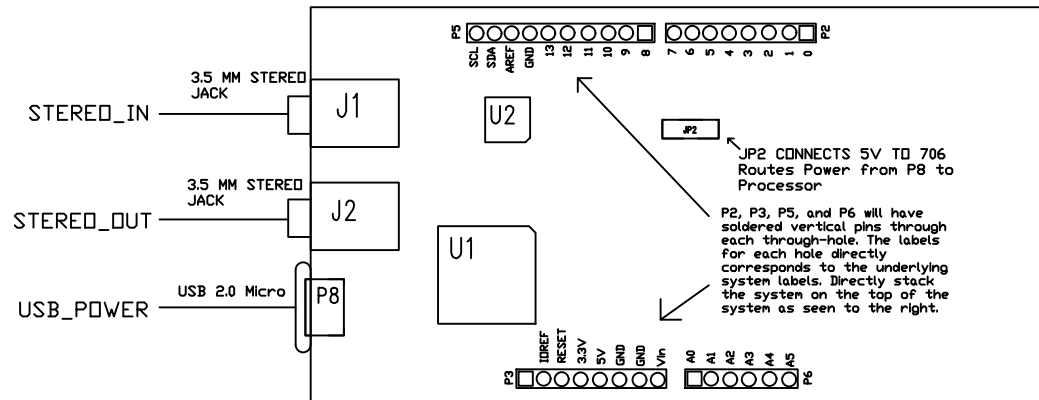 P5
SCL
SDA
AREF
GND
13
12
11
10
9
8
7
6
5
4
3
2
1
0
P2
3.5 MM STEREO
JACK
STEREO_IN
J1
U2
JP2
JP2 CONNECTS 5V TO 706
Routes Power from P8 to
Processor
3.5 MM STEREO
JACK
STEREO_OUT
J2
P2, P3, P5, and P6 will have
soldered vertical pins through
each through-hole. The labels
for each hole directly
corresponds to the underlying
system labels. Directly stack
the system on the top of the
system as seen to the right.
U1
USB 2.0 Micro
USB_POWER
P8
P3
IOREF
RESET
3.3V
5V
GND
GND
Vin
A0
A1
A2
A3
A4
A5
P6